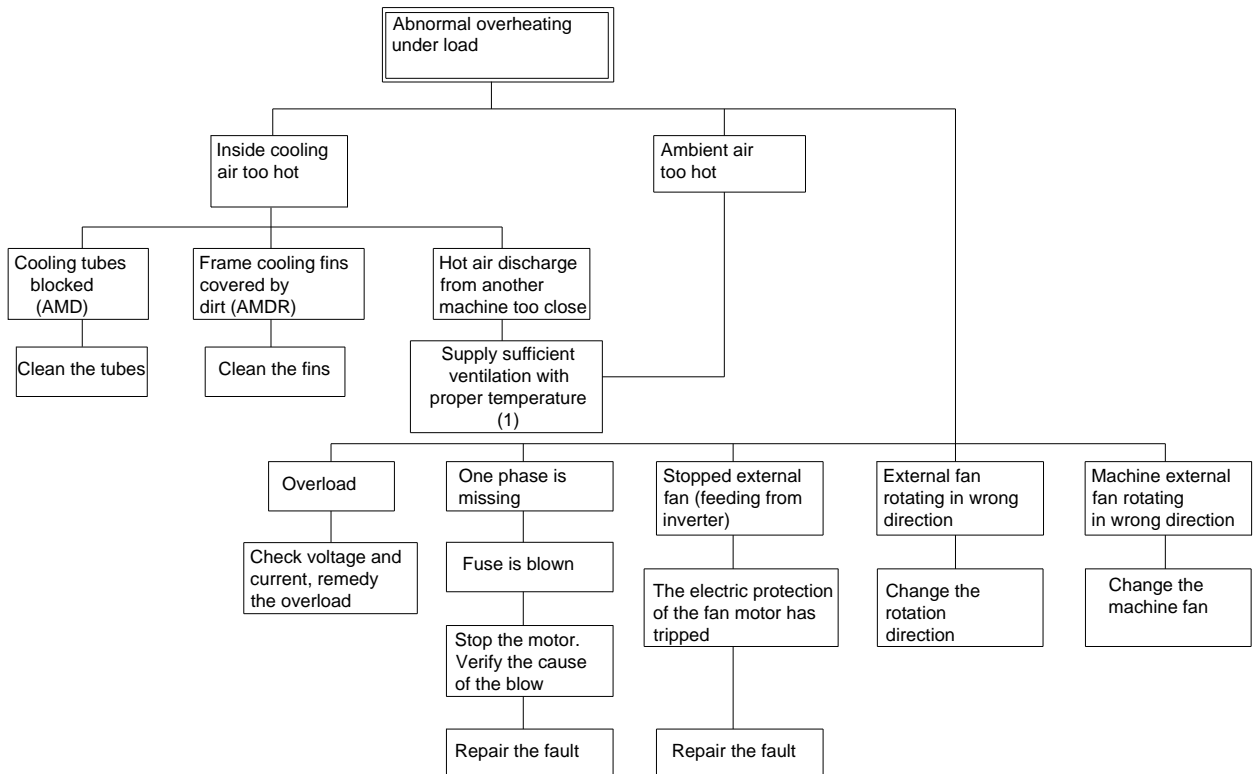 Abnormal overheating
under load
Inside cooling
air too hot
Ambient air
too hot
Cooling tubes
blocked
(AMD)
Frame cooling fins
covered by
dirt (AMDR)
Hot air discharge
from another
machine too close
Clean the tubes
Clean the fins
Supply sufficient
ventilation with
proper temperature
(1)
Overload
One phase is
missing
Stopped external
fan (feeding from
inverter)
External fan
rotating in wrong
direction
Machine external
fan rotating
in wrong direction
Check voltage and
current, remedy
the overload
Fuse is blown
The electric protection
of the fan motor has
tripped
Change the
rotation
direction
Change the
machine fan
Stop the motor.
Verify the cause
of the blow
Repair the fault
Repair the fault